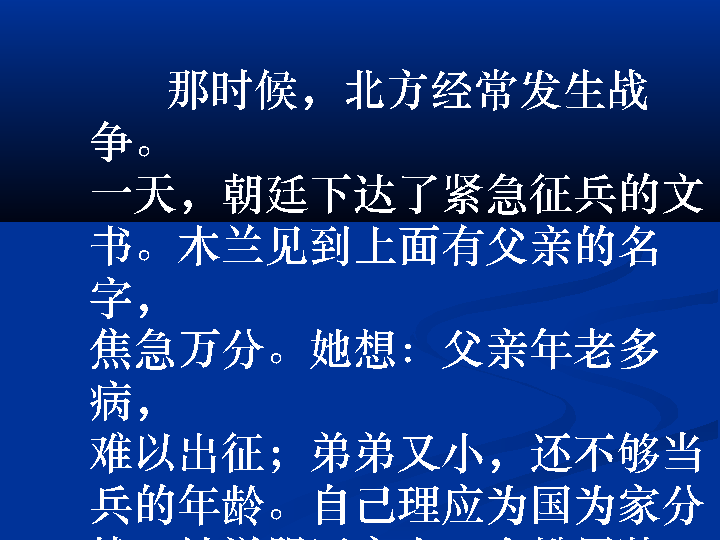 那时候，北方经常发生战
争。
一天，朝廷下达了紧急征兵的文
书。木兰见到上面有父亲的名
字，
焦急万分。她想：父亲年老多
病，
难以出征；弟弟又小，还不够当
兵的年龄。自己理应为国为家分